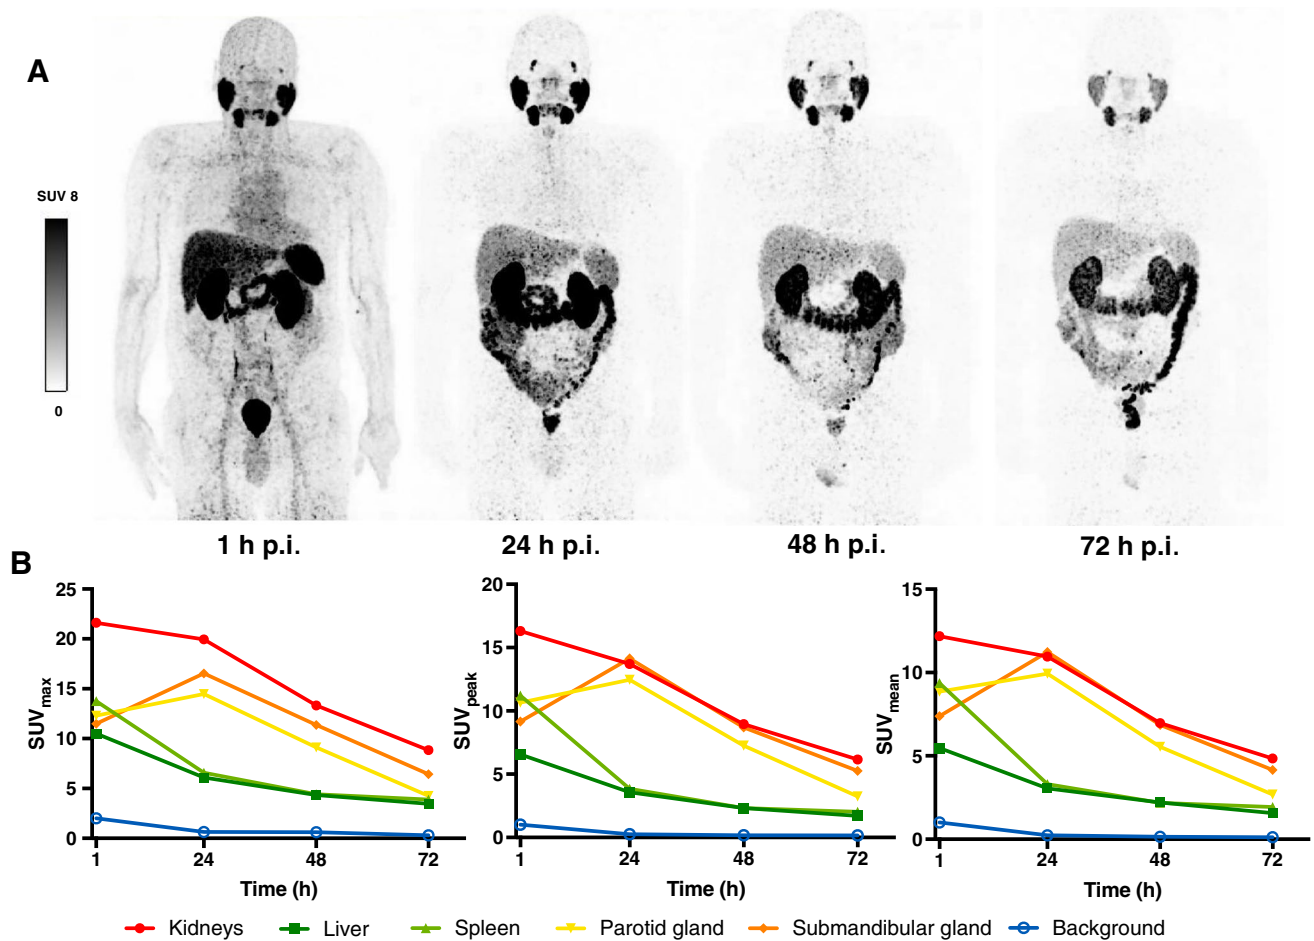 A
SUV 8
0
1 h p.i.
24 h p.i.
48 h p.i.
72 h p.i.
B
25
20
15
10
5
0
SUVmax
1
24
48
72
Time (h)
20
15
10
5
0
SUVpeak
1
24
48
72
Time (h)
15
10
5
0
SUVmean
1
24
48
72
Time (h)
Kidneys Liver Spleen Parotid gland Submandibular gland Background